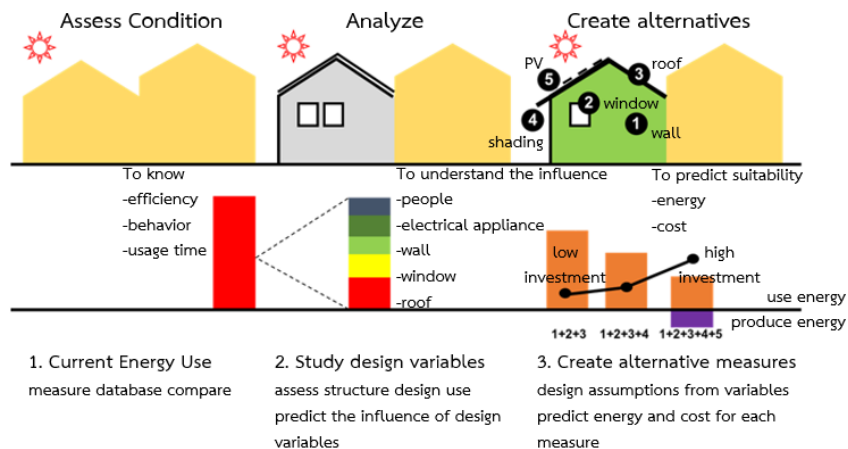 Assess Condition
Analyze
Create alternatives
PV
5
3
roof
2
window
4
1
shading
wall
To know
-efficiency
-behavior
-usage time
To understand the influence
-people
-electrical appliance
-wall
-window
-roof
To predict suitability
-energy
-cost
low
investment
high
investment
use energy
produce energy
1+2+3
1+2+3+4
1+2+3+4+5
1. Current Energy Use
measure database compare
2. Study design variables
assess structure design use
predict the influence of design
variables
3. Create alternative measures
design assumptions from variables
predict energy and cost for each
measure